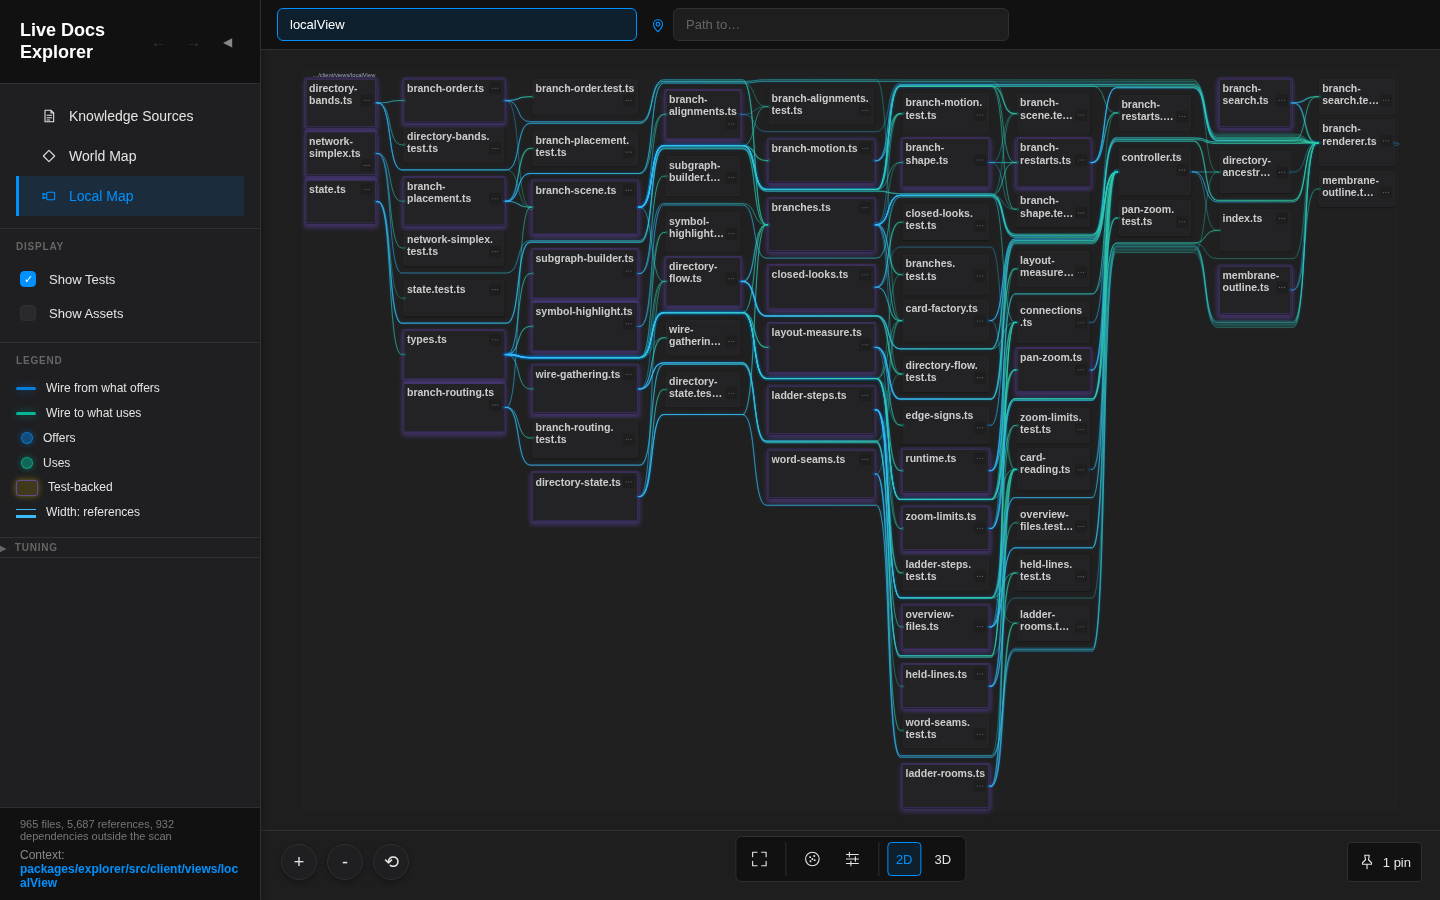 Live Docs
Explorer
← → ◀
localView
Path to…
Knowledge Sources
World Map
Local Map
DISPLAY
Show Tests
Show Assets
LEGEND
Wire from what offers
Wire to what uses
Offers
Uses
Test-backed
Width: references
TUNING
965 files, 5,687 references, 932
dependencies outside the scan
Context:
packages/explorer/src/client/views/loc
alView
…/client/views/localView
directory-
bands.ts
network-
simplex.ts
state.ts
branch-order.ts
directory-bands.
test.ts
branch-
placement.ts
network-simplex.
test.ts
state.test.ts
types.ts
branch-routing.ts
branch-order.test.ts
branch-placement.
test.ts
branch-scene.ts
subgraph-builder.ts
symbol-highlight.ts
wire-gathering.ts
branch-routing.
test.ts
directory-state.ts
branch-
alignments.ts
subgraph-
builder.t…
symbol-
highlight…
directory-
flow.ts
wire-
gatherin…
directory-
state.tes…
branch-alignments.
test.ts
branch-motion.ts
branches.ts
closed-looks.ts
layout-measure.ts
ladder-steps.ts
word-seams.ts
branch-motion.
test.ts
branch-
shape.ts
closed-looks.
test.ts
branches.
test.ts
card-factory.ts
directory-flow.
test.ts
edge-signs.ts
runtime.ts
zoom-limits.ts
ladder-steps.
test.ts
overview-
files.ts
held-lines.ts
word-seams.
test.ts
ladder-rooms.ts
branch-
scene.te…
branch-
restarts.ts
branch-
shape.te…
layout-
measure…
connections
.ts
pan-zoom.ts
zoom-limits.
test.ts
card-
reading.ts
overview-
files.test…
held-lines.
test.ts
ladder-
rooms.t…
branch-
restarts.…
controller.ts
pan-zoom.
test.ts
branch-
search.ts
directory-
ancestr…
index.ts
membrane-
outline.ts
branch-
search.te…
branch-
renderer.ts
membrane-
outline.t…
+ - ⟲
2D 3D
1 pin